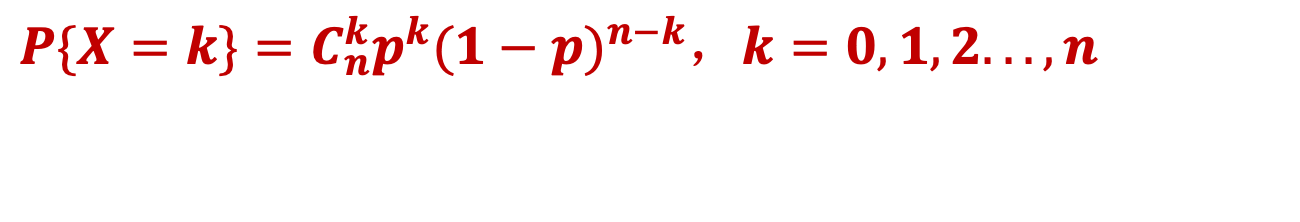 P{X = k} = C_n^k p^k (1 − p)^{n−k}, k = 0, 1, 2. . . , n